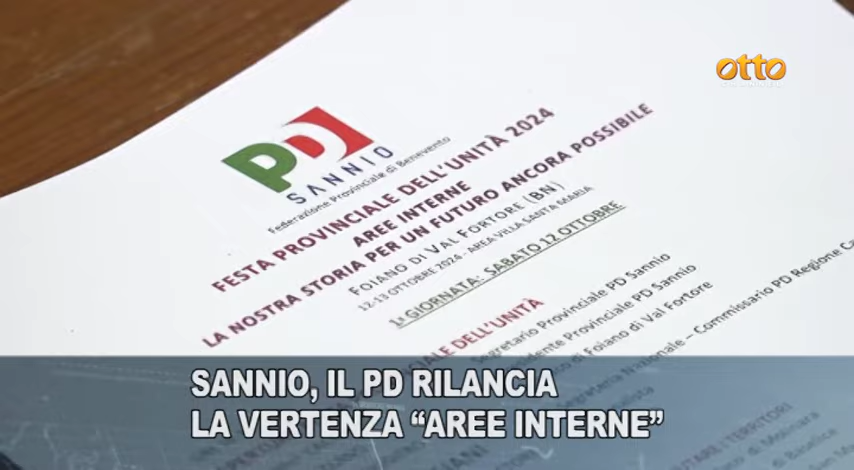 otto
PD
SANNIO
Federazione Provinciale di Benevento
FESTA PROVINCIALE DELL'UNITÀ 2024
AREE INTERNE
LA NOSTRA STORIA PER UN FUTURO ANCORA POSSIBILE
FOIANO DI VAL FORTORE (BN)
12-13 OTTOBRE 2024 - AREA VILLA SANTA MARIA
1ª GIORNATA: SABATO 12 OTTOBRE
DELL'UNITÀ
Segretario Provinciale PD Sannio
Provinciale PD Sannio
Foiano di Val Fortore
Nazionale – Commissario PD Regione
SANNIO, IL PD RILANCIA
LA VERTENZA “AREE INTERNE”